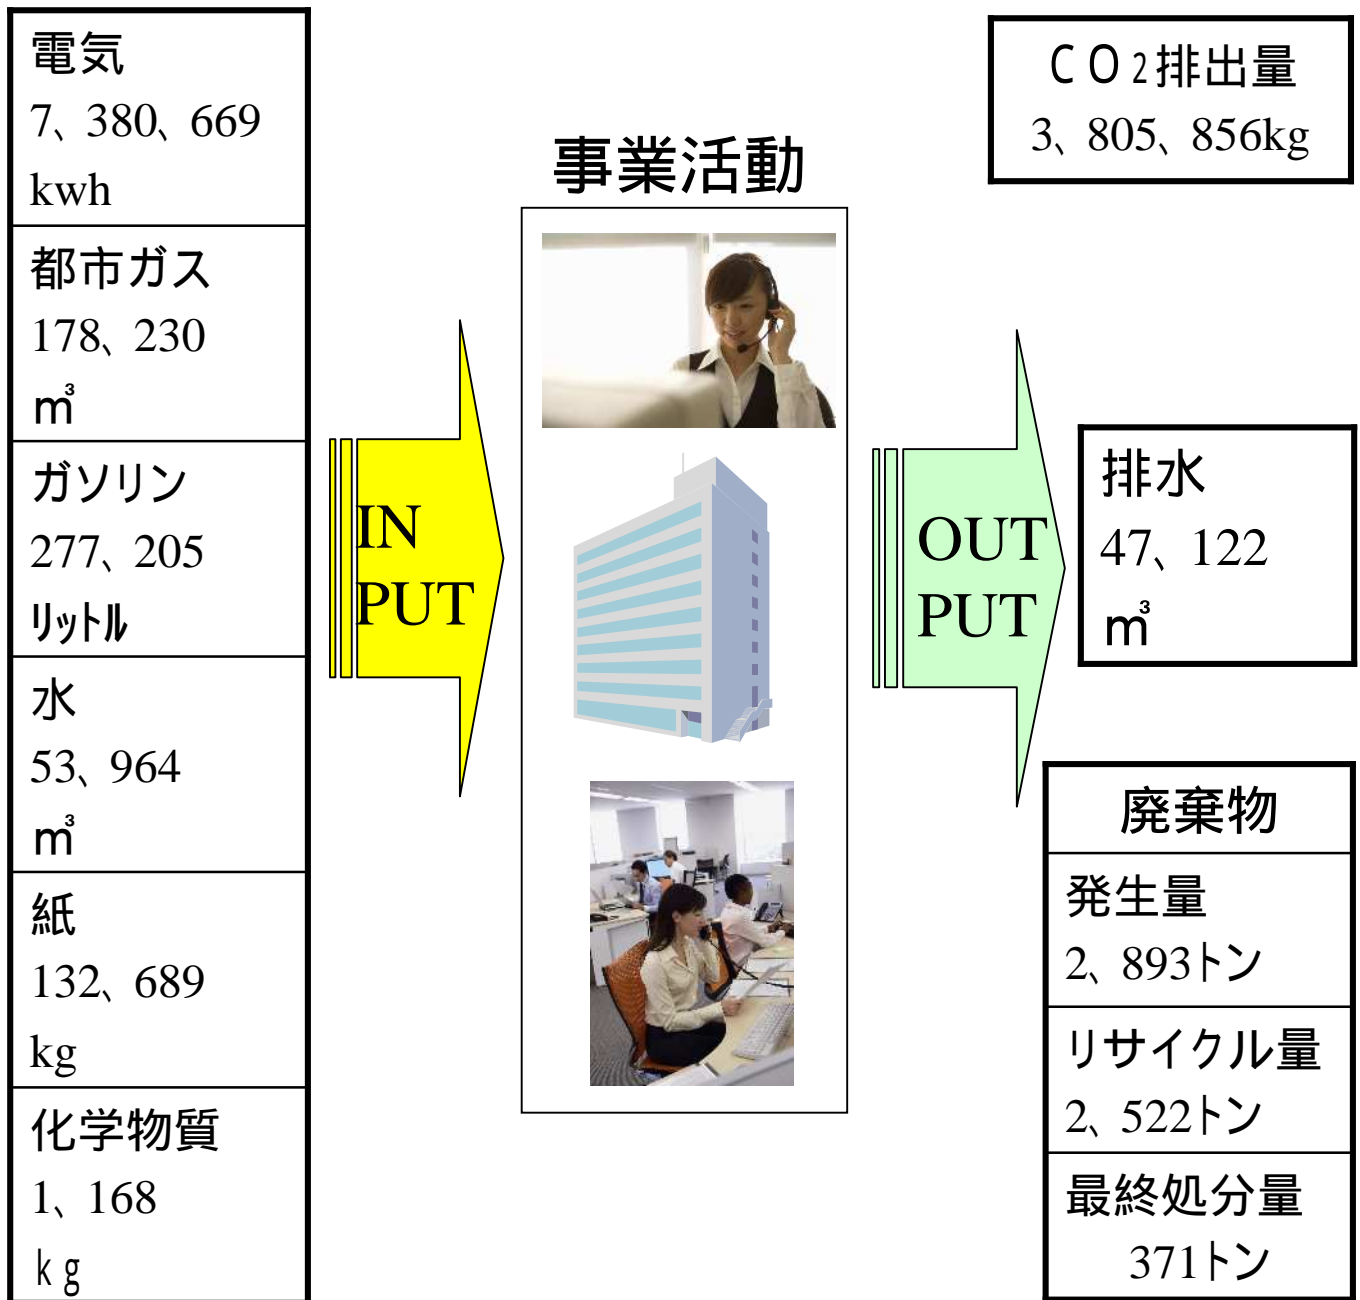 電気
7、380、669
kwh
都市ガス
178、230
㎥
ガソリン
277、205
リットル
水
53、964
㎥
紙
132、689
kg
化学物質
1、168
ｋｇ
IN
PUT
事業活動
OUT
PUT
ＣＯ２排出量
3、805、856kg
排水
47、122
㎥
廃棄物
発生量
2、893トン
リサイクル量
2、522トン
最終処分量
371トン